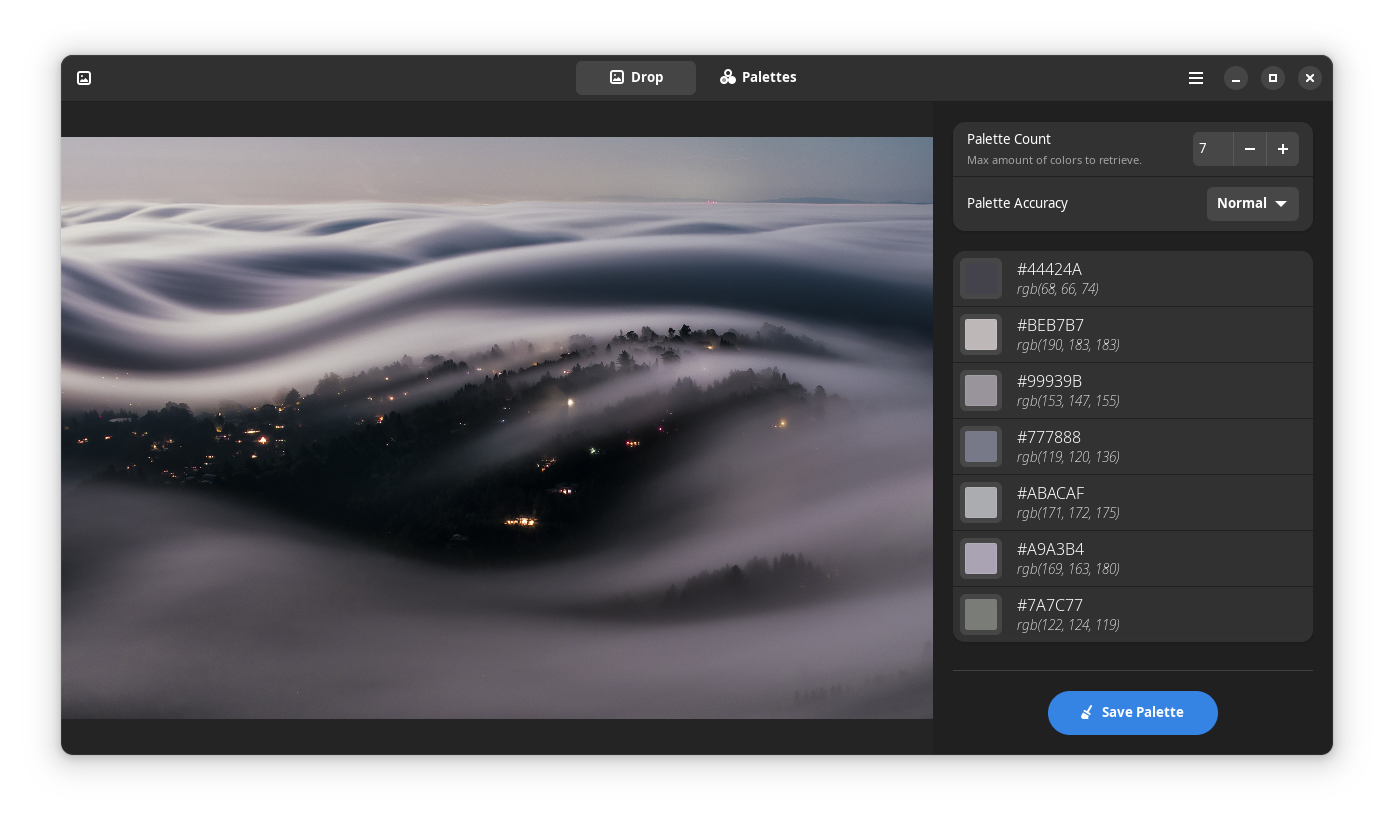 Drop
Palettes
Palette Count
Max amount of colors to retrieve.
7
Palette Accuracy
Normal
#44424A
rgb(68, 66, 74)
#BEB7B7
rgb(190, 183, 183)
#99939B
rgb(153, 147, 155)
#777888
rgb(119, 120, 136)
#ABACAF
rgb(171, 172, 175)
#A9A3B4
rgb(169, 163, 180)
#7A7C77
rgb(122, 124, 119)
Save Palette